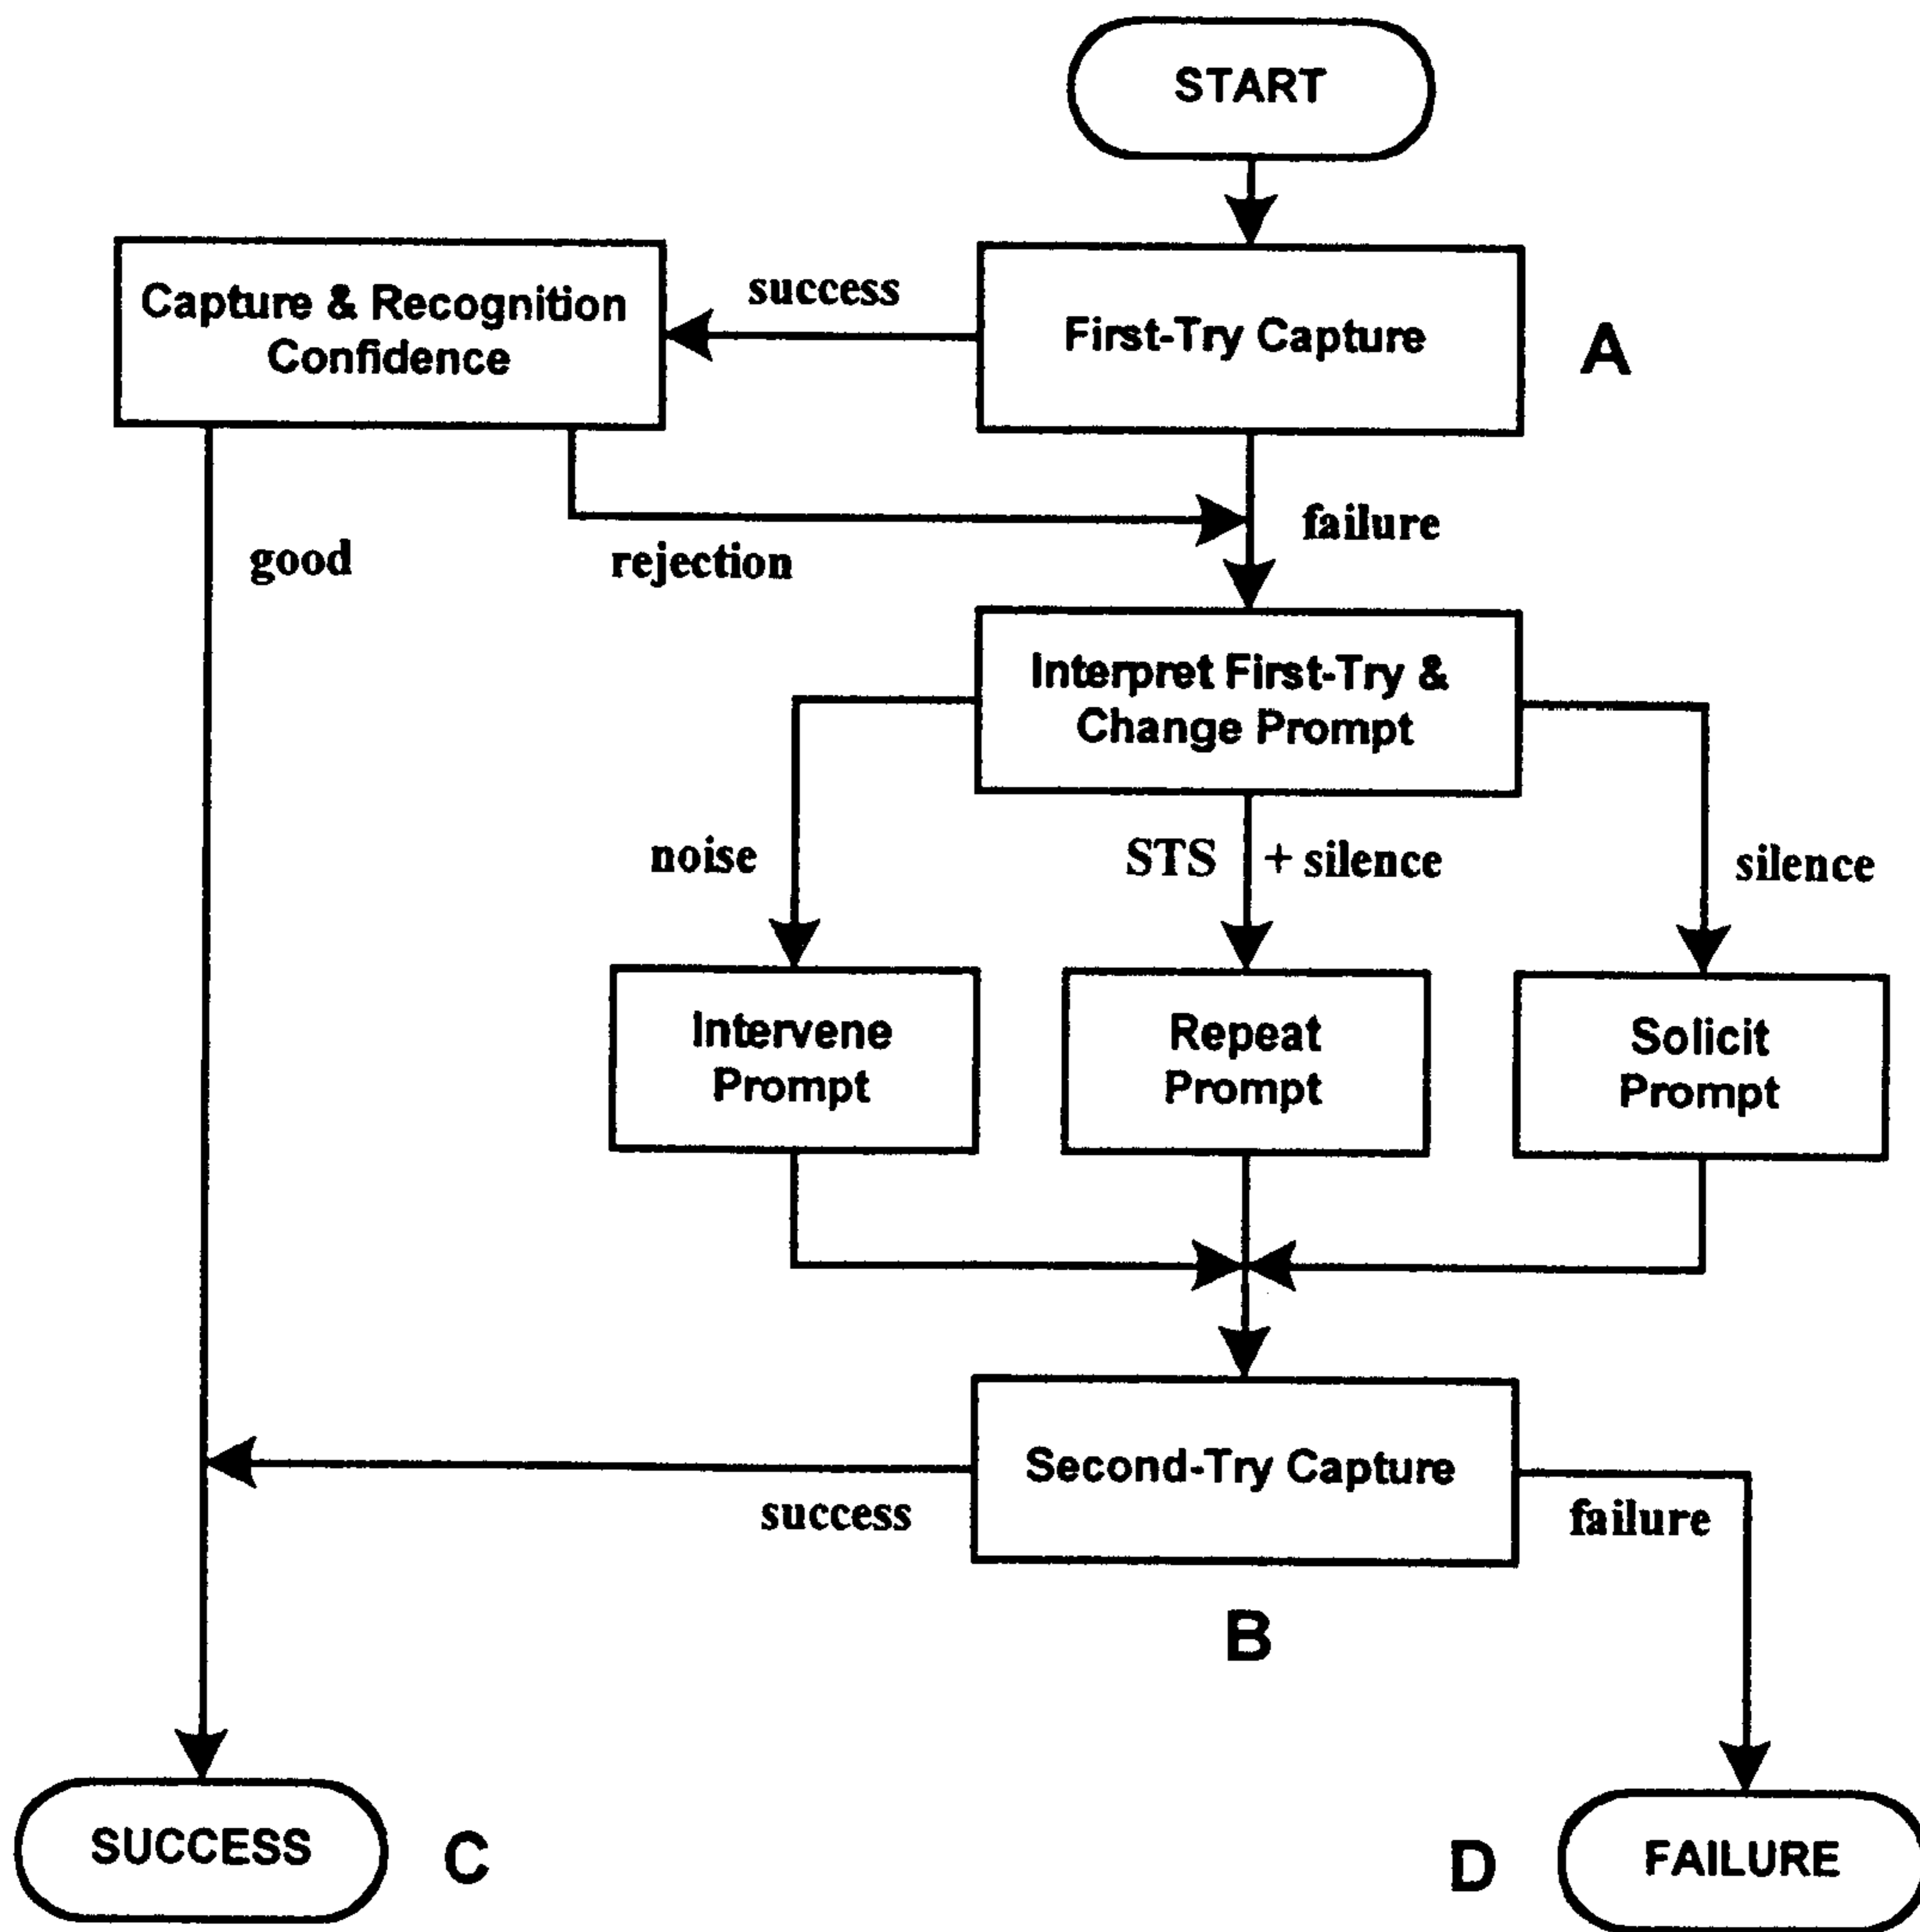 START
Capture & Recognition
Confidence
success
First-Try Capture
A
good
rejection
failure
Interpret First-Try &
Change Prompt
noise
STS + silence
silence
Intervene
Prompt
Repeat
Prompt
Solicit
Prompt
Second-Try Capture
success
failure
B
SUCCESS
C
D
FAILURE